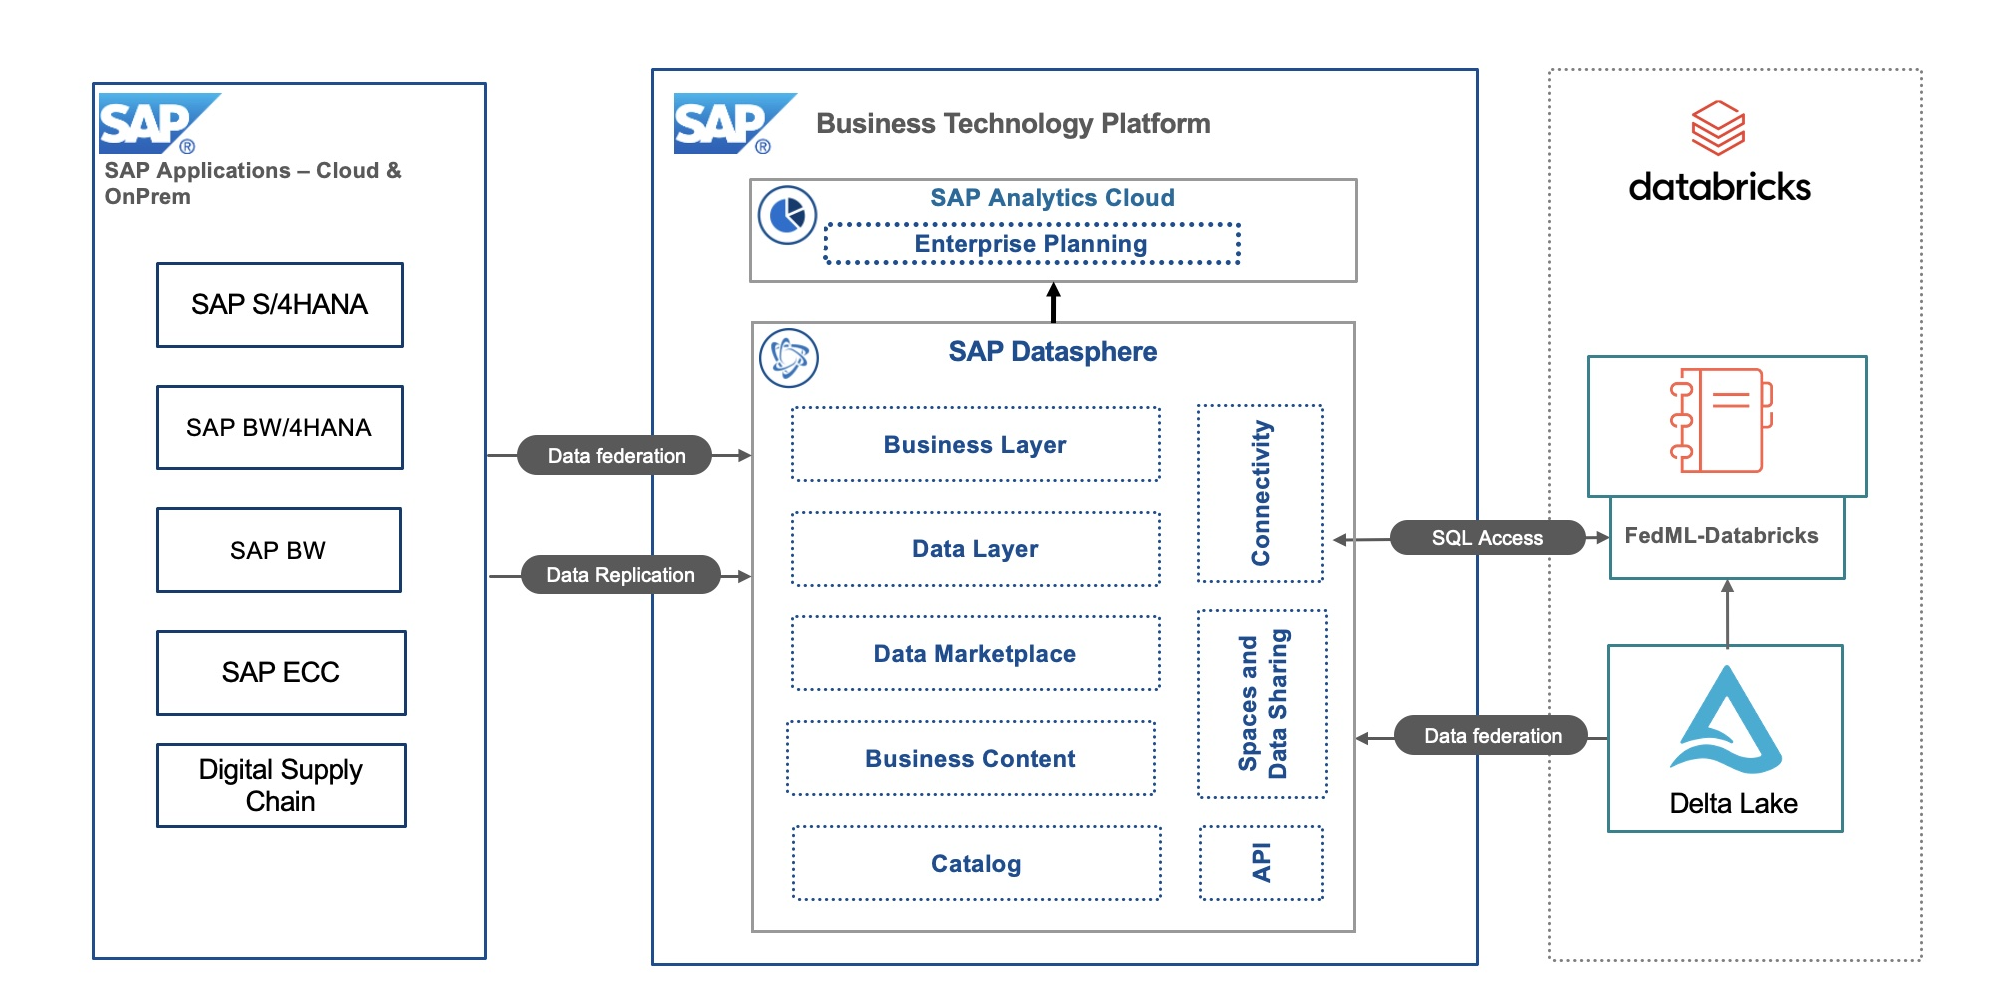 SAP®
SAP Applications – Cloud &
OnPrem
SAP S/4HANA
SAP BW/4HANA
SAP BW
SAP ECC
Digital Supply
Chain
Data federation
Data Replication
SAP®
Business Technology Platform
SAP Analytics Cloud
Enterprise Planning
SAP Datasphere
Business Layer
Data Layer
Data Marketplace
Business Content
Catalog
Connectivity
Spaces and
Data Sharing
API
SQL Access
Data federation
databricks
FedML-Databricks
Delta Lake